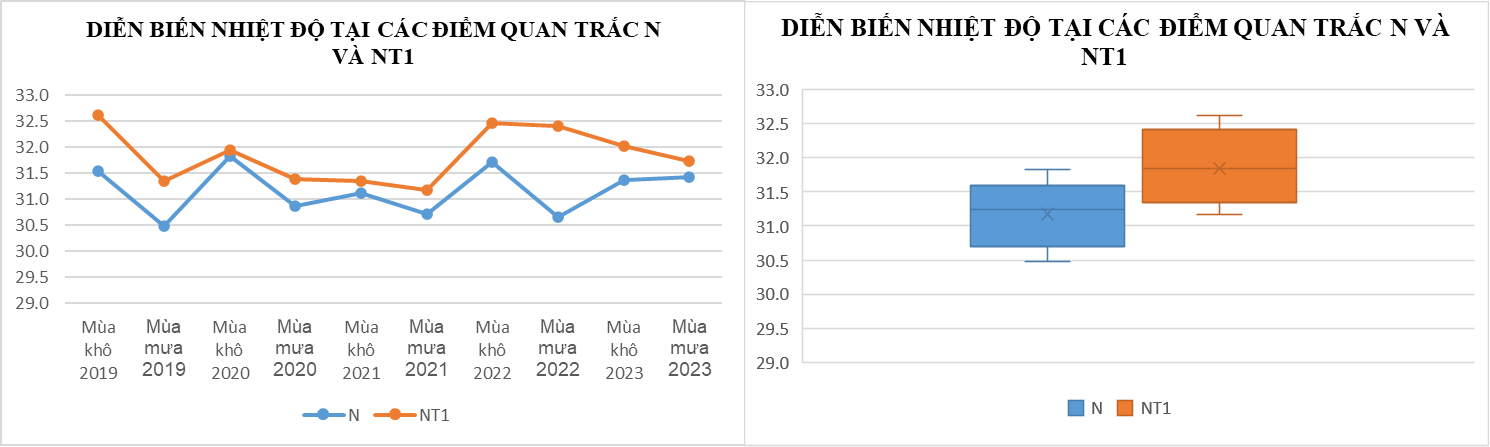 DIỄN BIẾN NHIỆT ĐỘ TẠI CÁC ĐIỂM QUAN TRẮC N
VÀ NT1
33.0
32.5
32.0
31.5
31.0
30.5
30.0
29.5
29.0
Mùa khô 2019
Mùa mưa 2019
Mùa khô 2020
Mùa mưa 2020
Mùa khô 2021
Mùa mưa 2021
Mùa khô 2022
Mùa mưa 2022
Mùa khô 2023
Mùa mưa 2023
N NT1
DIỄN BIẾN NHIỆT ĐỘ TẠI CÁC ĐIỂM QUAN TRẮC N VÀ
NT1
33.0
32.5
32.0
31.5
31.0
30.5
30.0
29.5
29.0
N NT1